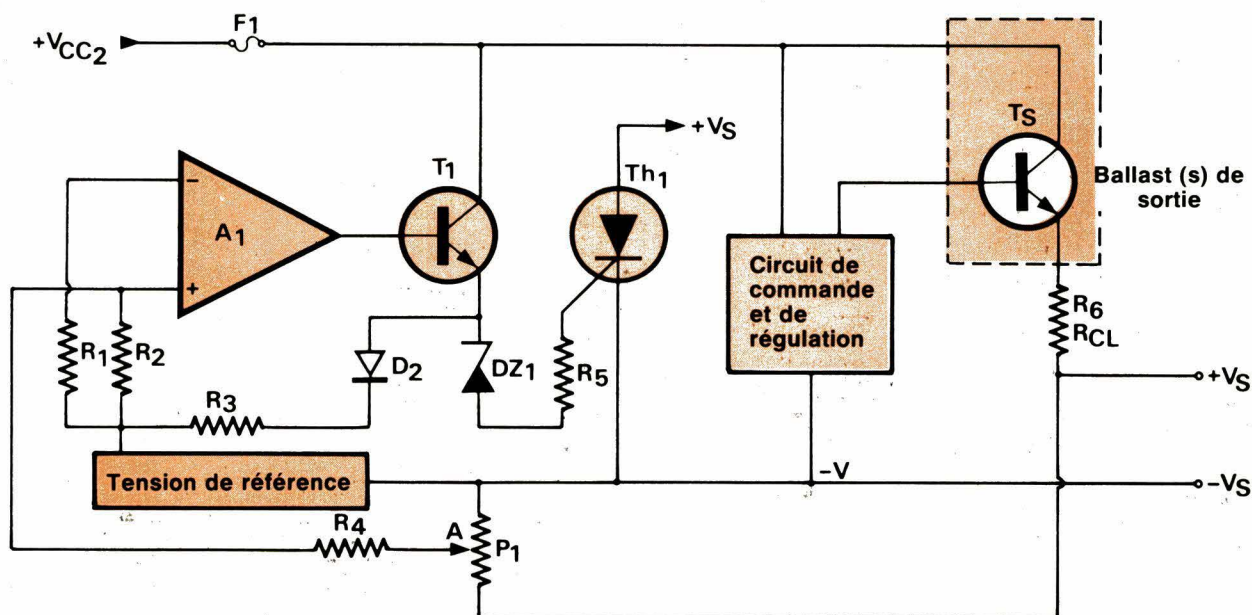 F1
+VCC2
TS
+VS
T1
Th1
Ballast (s) de
sortie
−
A1
+
Circuit de
commande
et de
régulation
R6
RCL
R1
R2
D2
DZ1
R5
+VS
R3
Tension de référence
−V
−VS
R4
A
P1